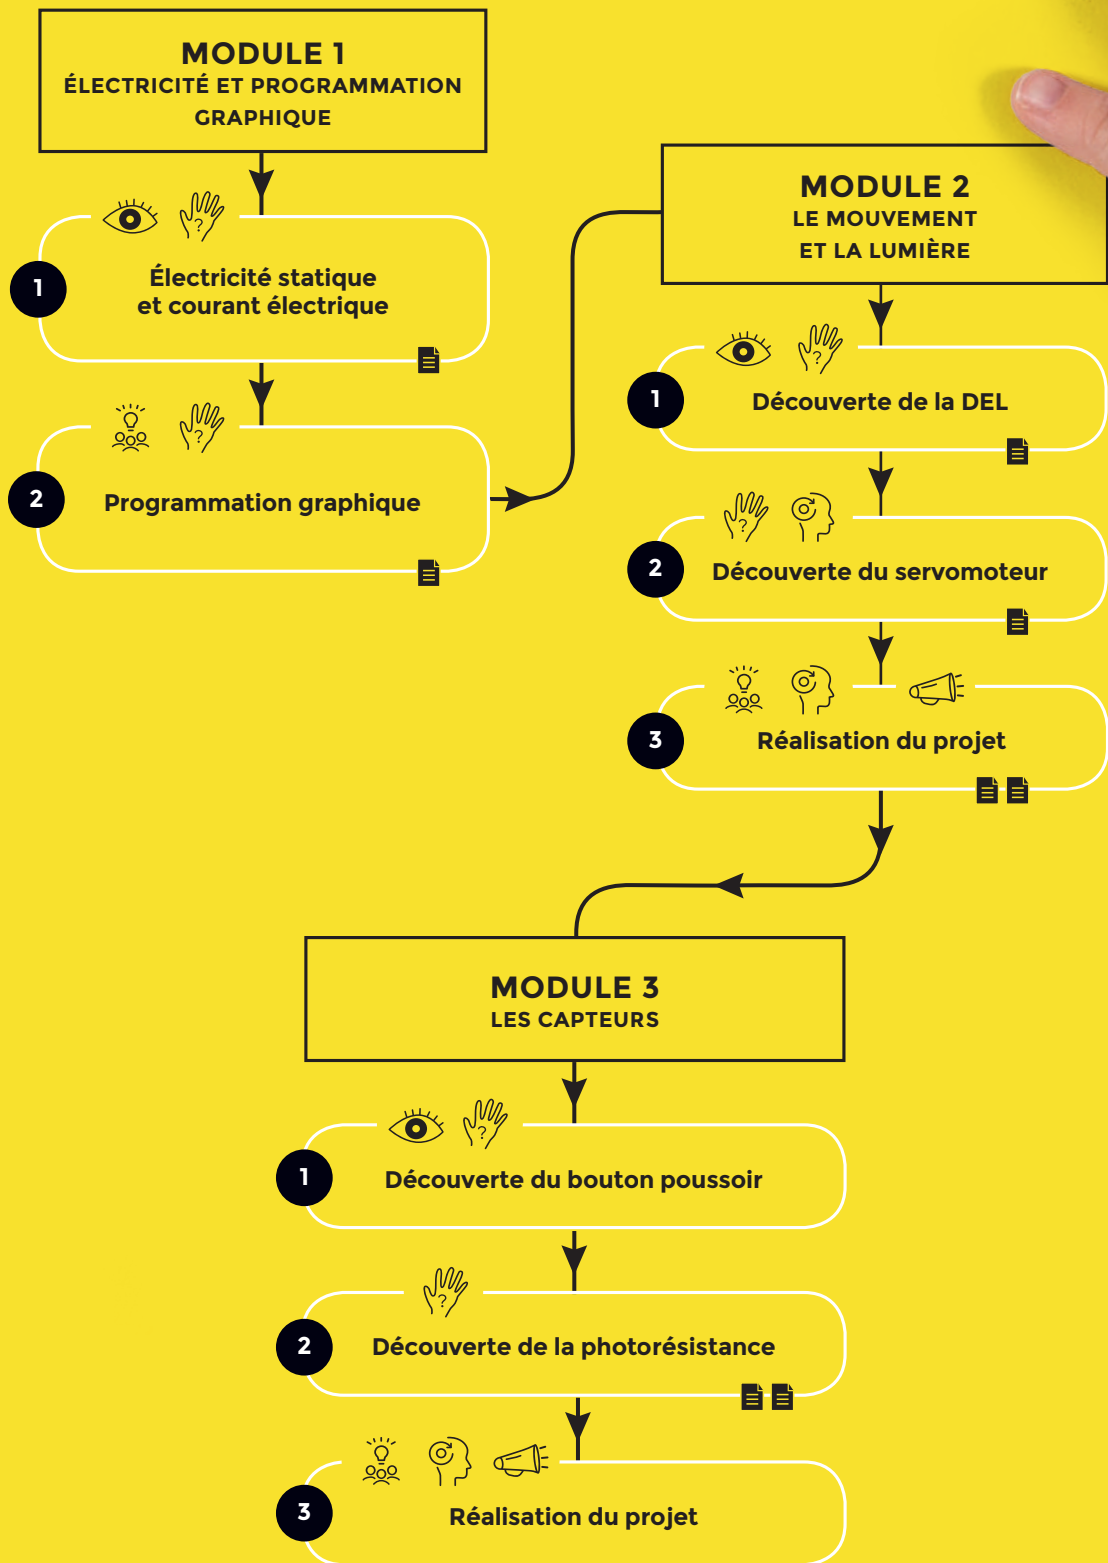 MODULE 1
ÉLECTRICITÉ ET PROGRAMMATION
GRAPHIQUE
1
Électricité statique
et courant électrique
2
Programmation graphique
MODULE 2
LE MOUVEMENT
ET LA LUMIÈRE
1
Découverte de la DEL
2
Découverte du servomoteur
3
Réalisation du projet
MODULE 3
LES CAPTEURS
1
Découverte du bouton poussoir
2
Découverte de la photorésistance
3
Réalisation du projet